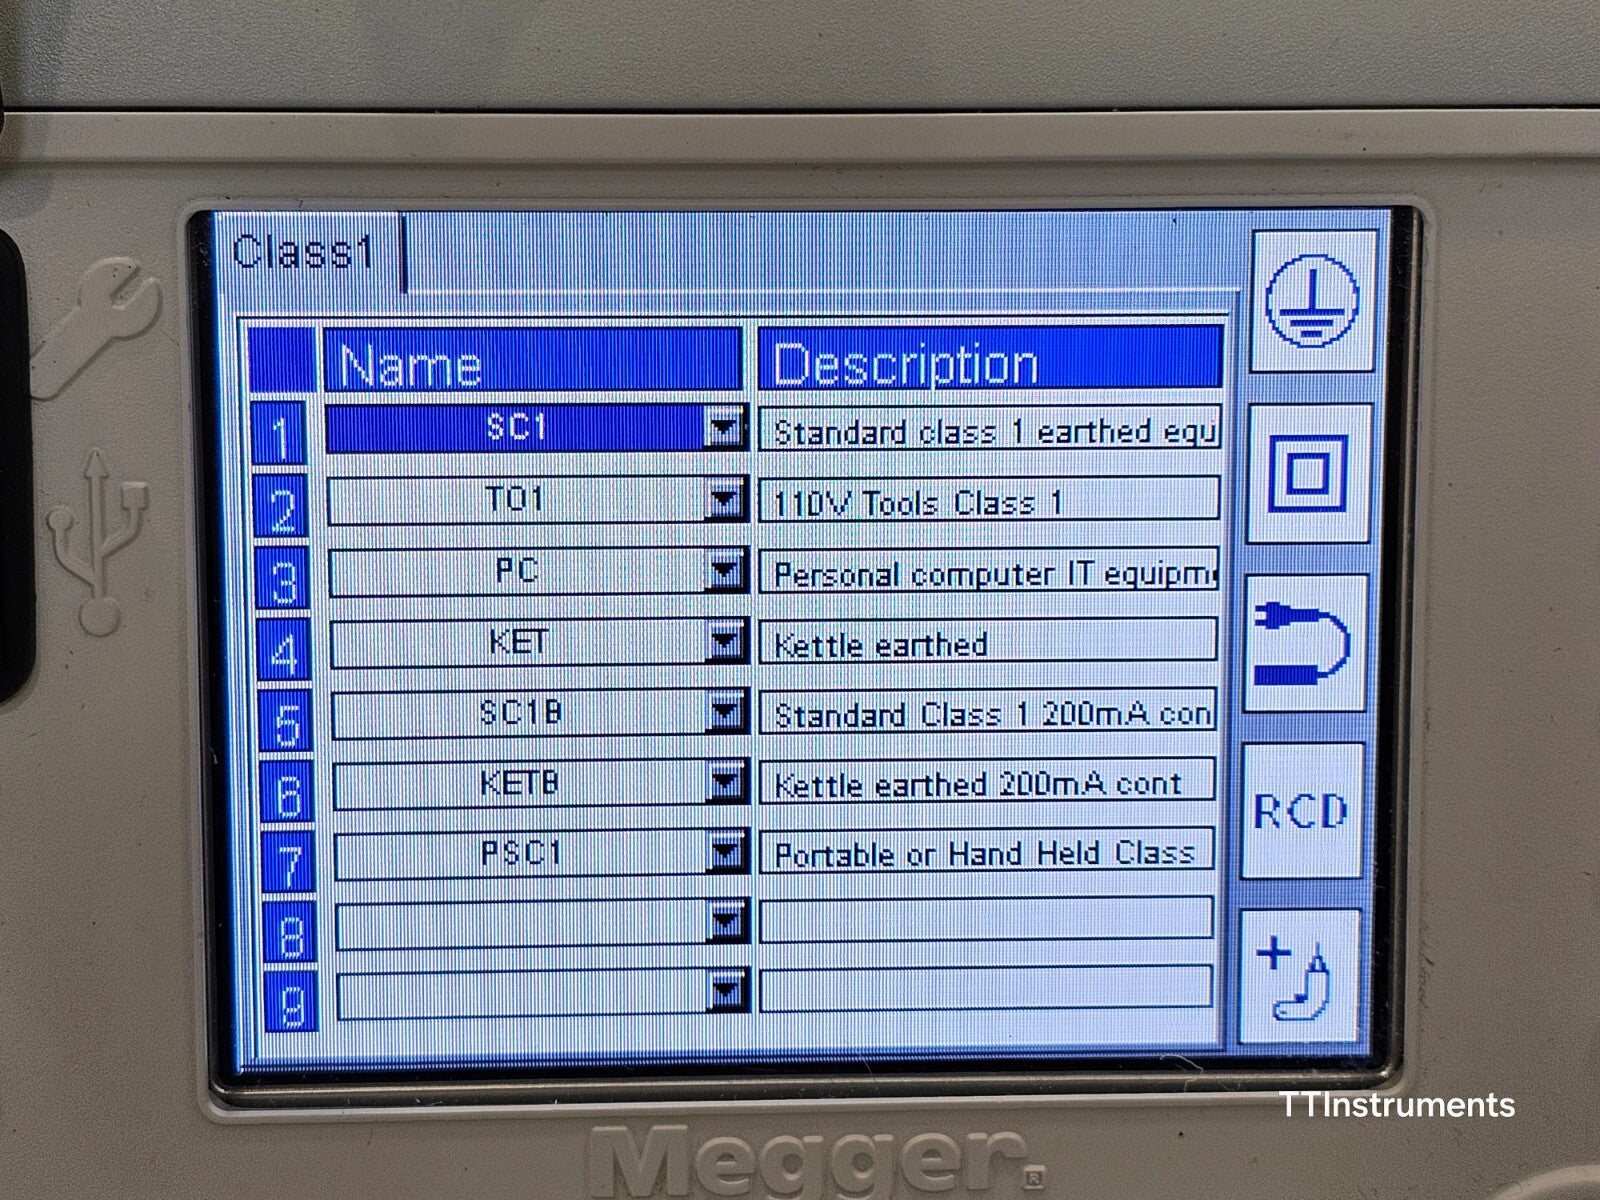 Class1
Name Description
1 SC1 Standard class 1 earthed equ
2 TO1 110V Tools Class 1
3 PC Personal computer IT equipm
4 KET Kettle earthed
5 SC1B Standard Class 1 200mA con
6 KETB Kettle earthed 200mA cont
7 PSC1 Portable or Hand Held Class
8
9
RCD
+
TTInstruments
Megger®